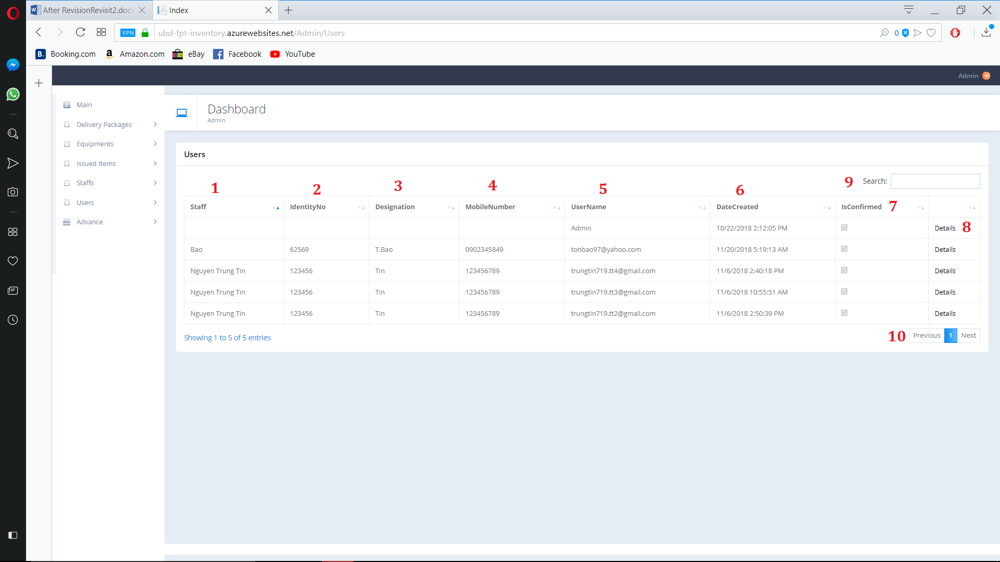 After RevisionRevisit2.docx
Index
VPN
ubd-fpt-inventory.azurewebsites.net/Admin/Users
0
B. Booking.com
a Amazon.com
eBay
Facebook
YouTube
Admin
Main
Delivery Packages
Equipments
Issued Items
Staffs
Users
Advance
Dashboard
Admin
Users
9 Search:
1 2 3 4 5 6
Staff IdentityNo Designation MobileNumber UserName DateCreated IsConfirmed 7
Admin 10/22/2018 2:12:05 PM Details 8
Bao 62569 T.Bao 0902345849 tonbao97@yahoo.com 11/20/2018 5:19:13 AM Details
Nguyen Trung Tin 123456 Tin 123456789 trungtin719.tt4@gmail.com 11/6/2018 2:40:18 PM Details
Nguyen Trung Tin 123456 Tin 123456789 trungtin719.tt3@gmail.com 11/6/2018 10:55:51 AM Details
Nguyen Trung Tin 123456 Tin 123456789 trungtin719.tt2@gmail.com 11/6/2018 2:50:39 PM Details
Showing 1 to 5 of 5 entries
10 Previous 1 Next